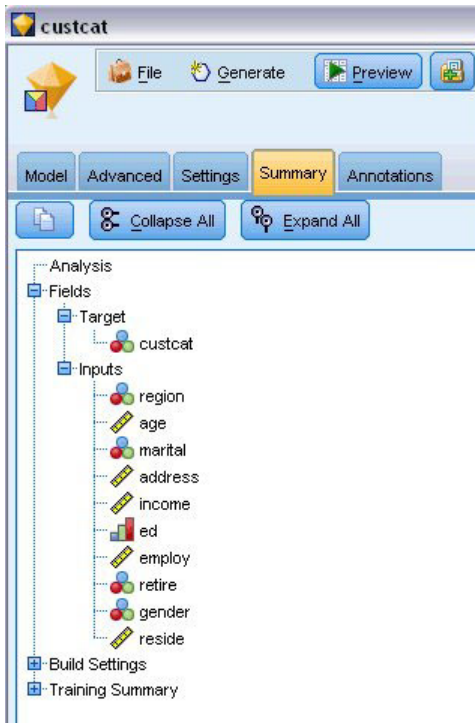 custcat
File Generate Preview
Model Advanced Settings Summary Annotations
Collapse All Expand All
Analysis
Fields
Target
custcat
Inputs
region
age
marital
address
income
ed
employ
retire
gender
reside
Build Settings
Training Summary